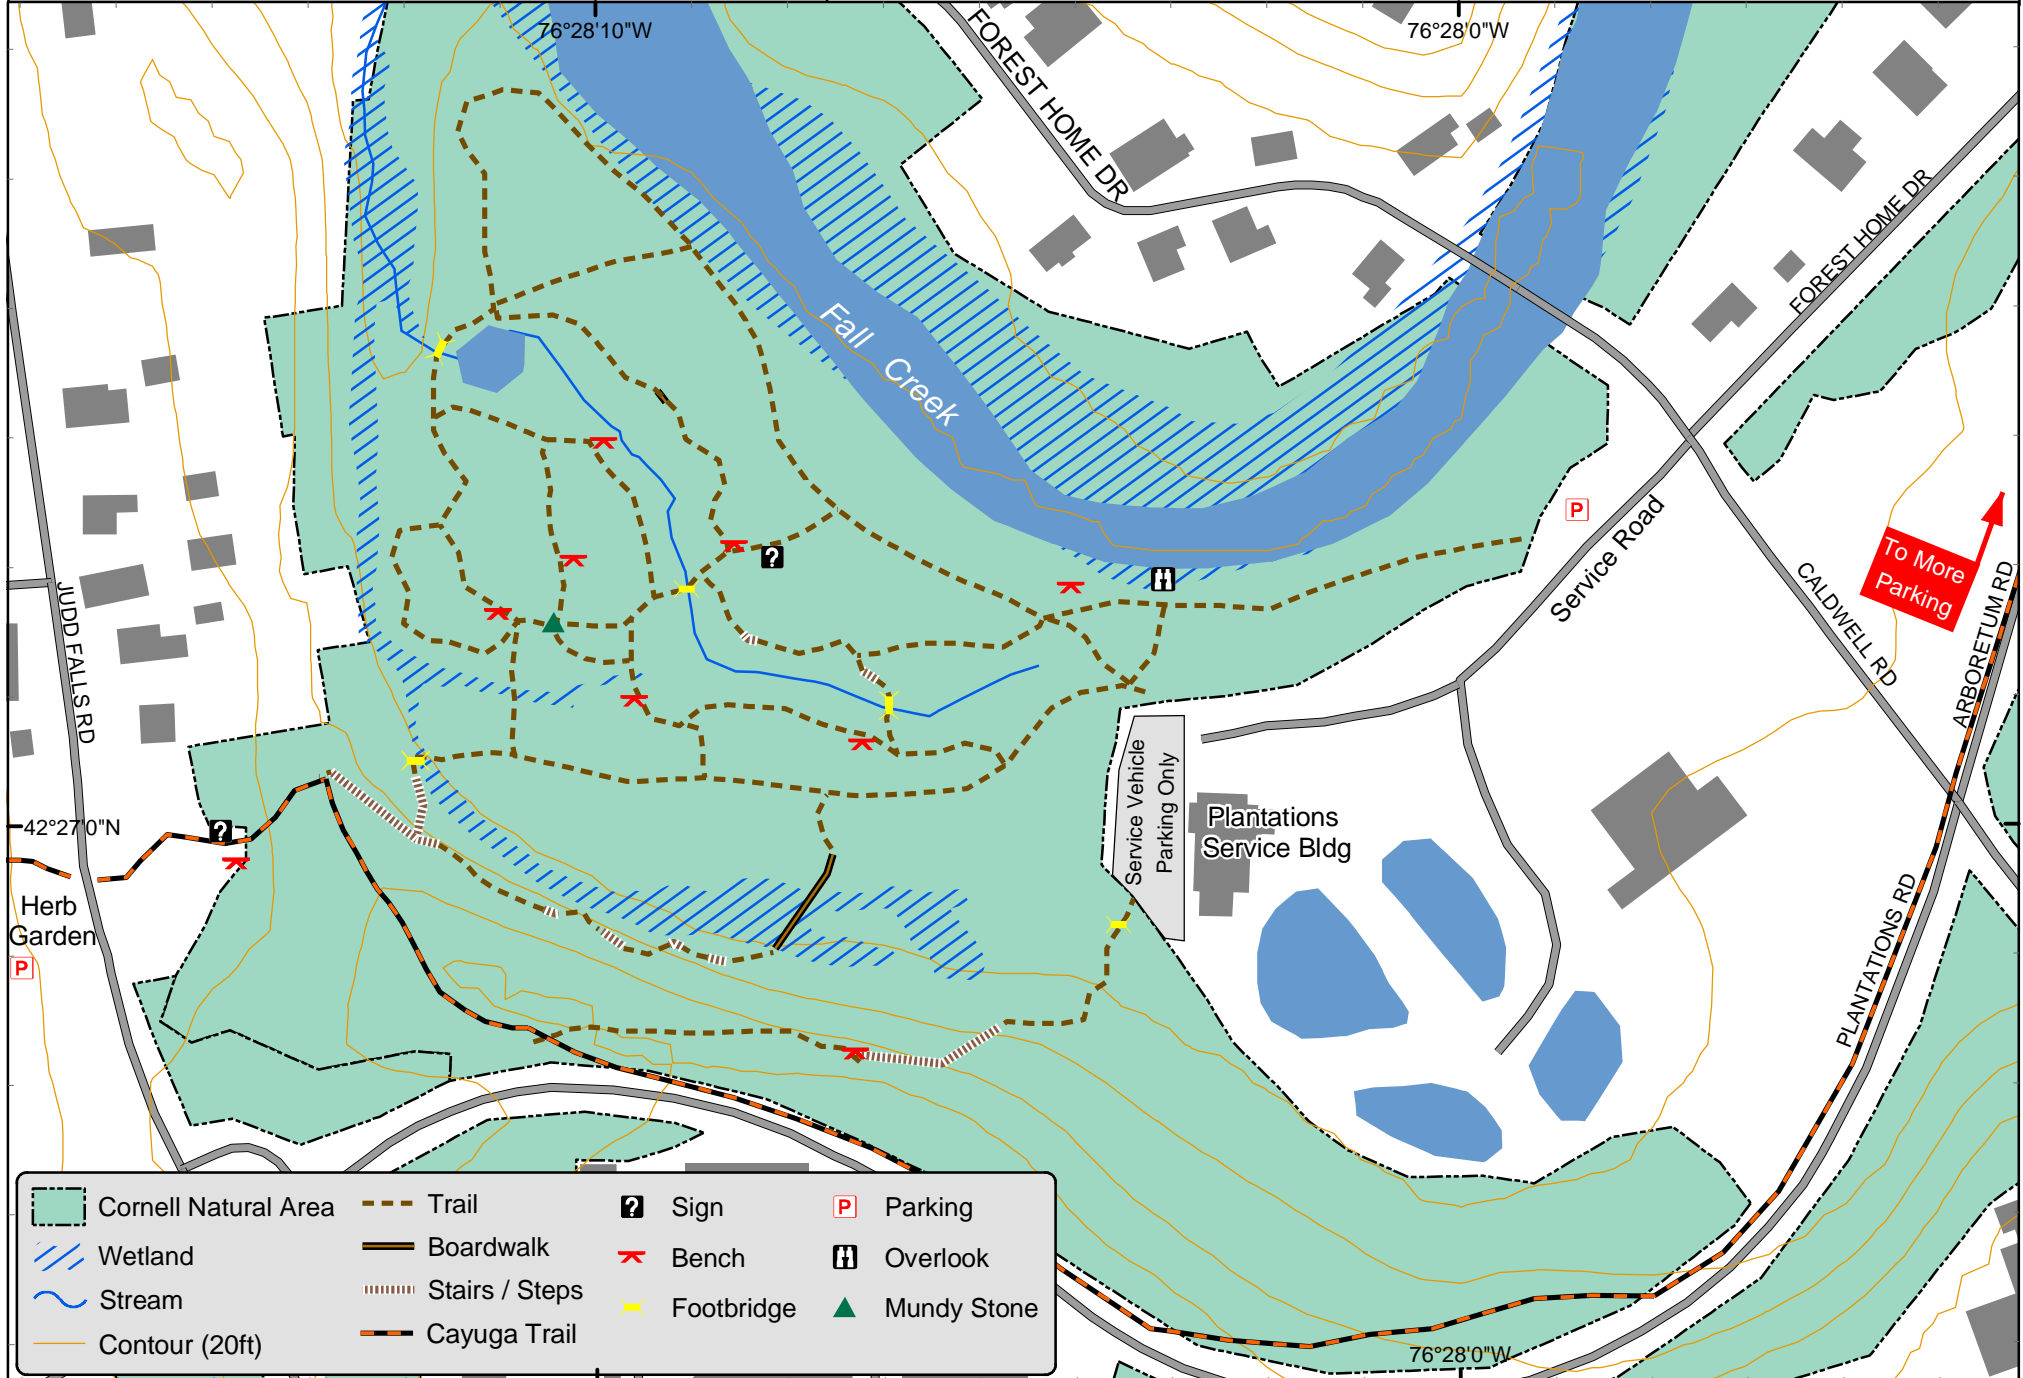 76°28'10"W
76°28'0"W
FOREST HOME DR
FOREST HOME DR
Fall Creek
P
Service Road
To More
Parking
CALDWELL RD
ARBORETUM RD
JUDD FALLS RD
?
?
42°27'0"N
Herb
Garden
P
Service Vehicle
Parking Only
Plantations
Service Bldg
PLANTATIONS RD
Cornell Natural Area
Wetland
Stream
Contour (20ft)
Trail
Boardwalk
Stairs / Steps
Cayuga Trail
? Sign
Bench
Footbridge
P Parking
Overlook
Mundy Stone
76°28'0"W